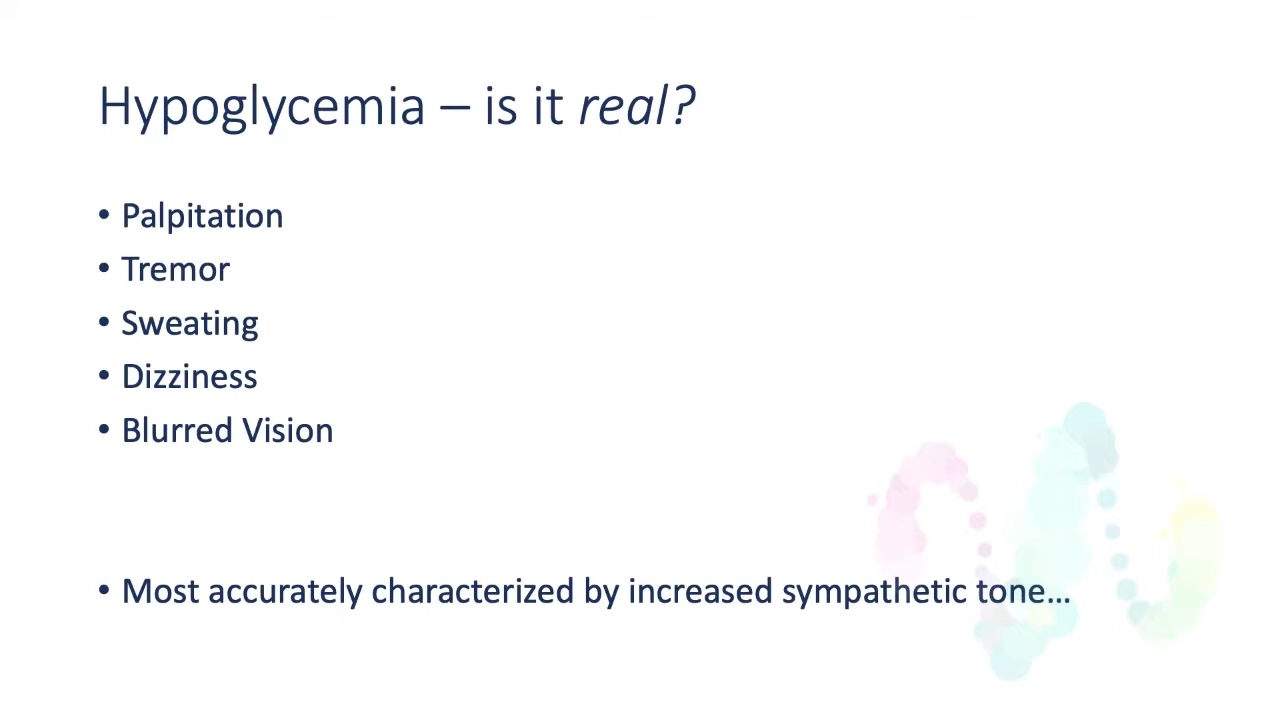 Hypoglycemia – is it real?
• Palpitation
• Tremor
• Sweating
• Dizziness
• Blurred Vision
• Most accurately characterized by increased sympathetic tone…